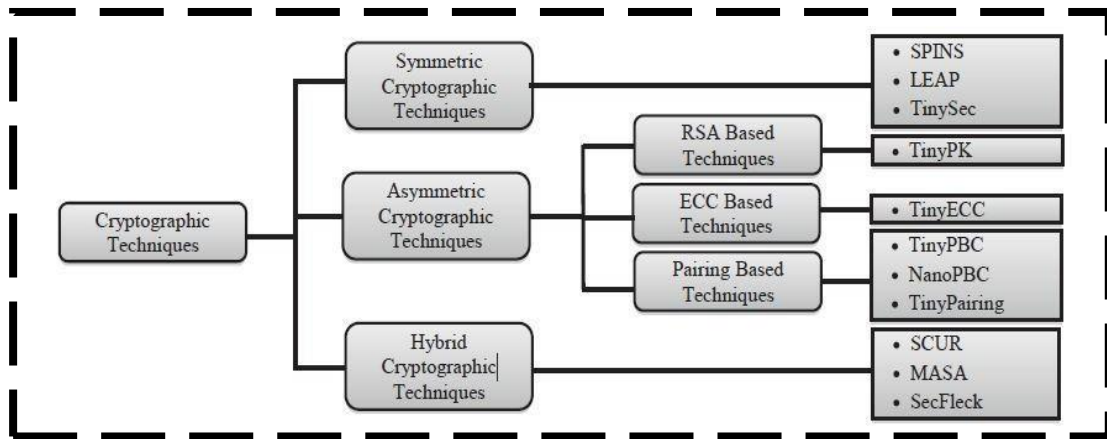 Symmetric
Cryptographic
Techniques
• SPINS
• LEAP
• TinySec
RSA Based
Techniques
• TinyPK
Cryptographic
Techniques
Asymmetric
Cryptographic
Techniques
ECC Based
Techniques
• TinyECC
Pairing Based
Techniques
• TinyPBC
• NanoPBC
• TinyPairing
Hybrid
Cryptographic
Techniques
• SCUR
• MASA
• SecFleck